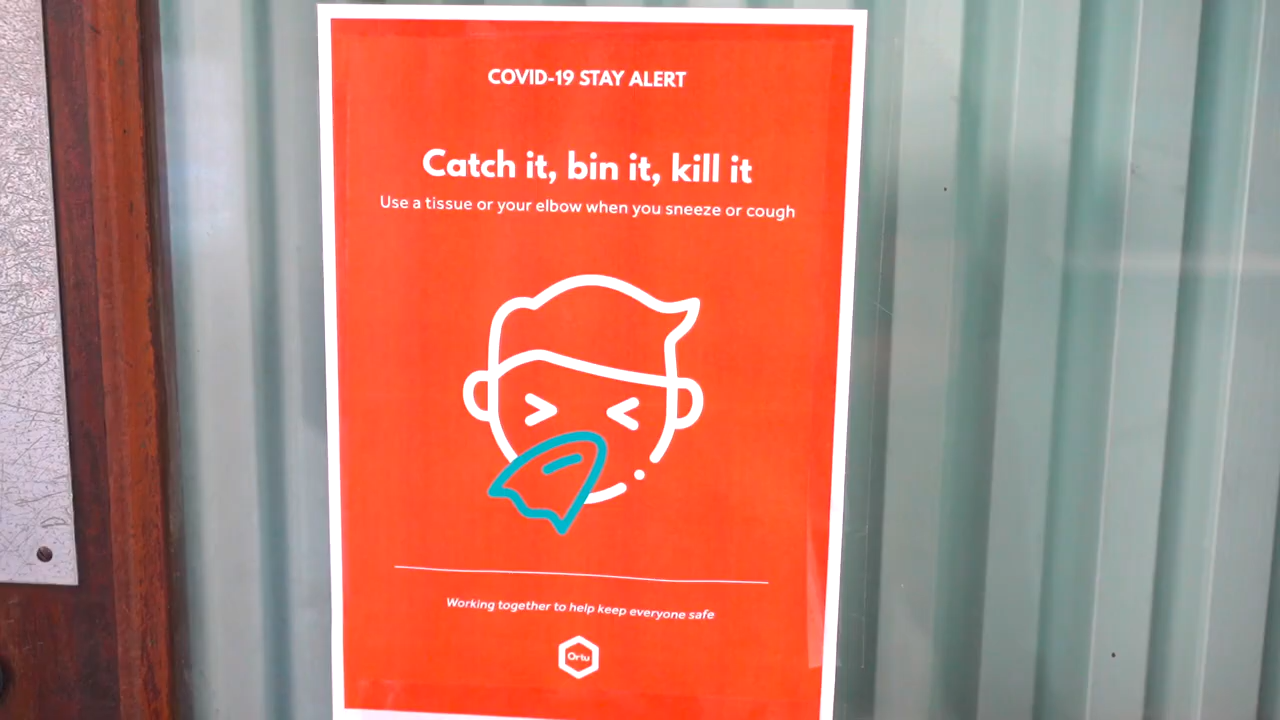 COVID-19 STAY ALERT
Catch it, bin it, kill it
Use a tissue or your elbow when you sneeze or cough
Working together to help keep everyone safe
Ortu